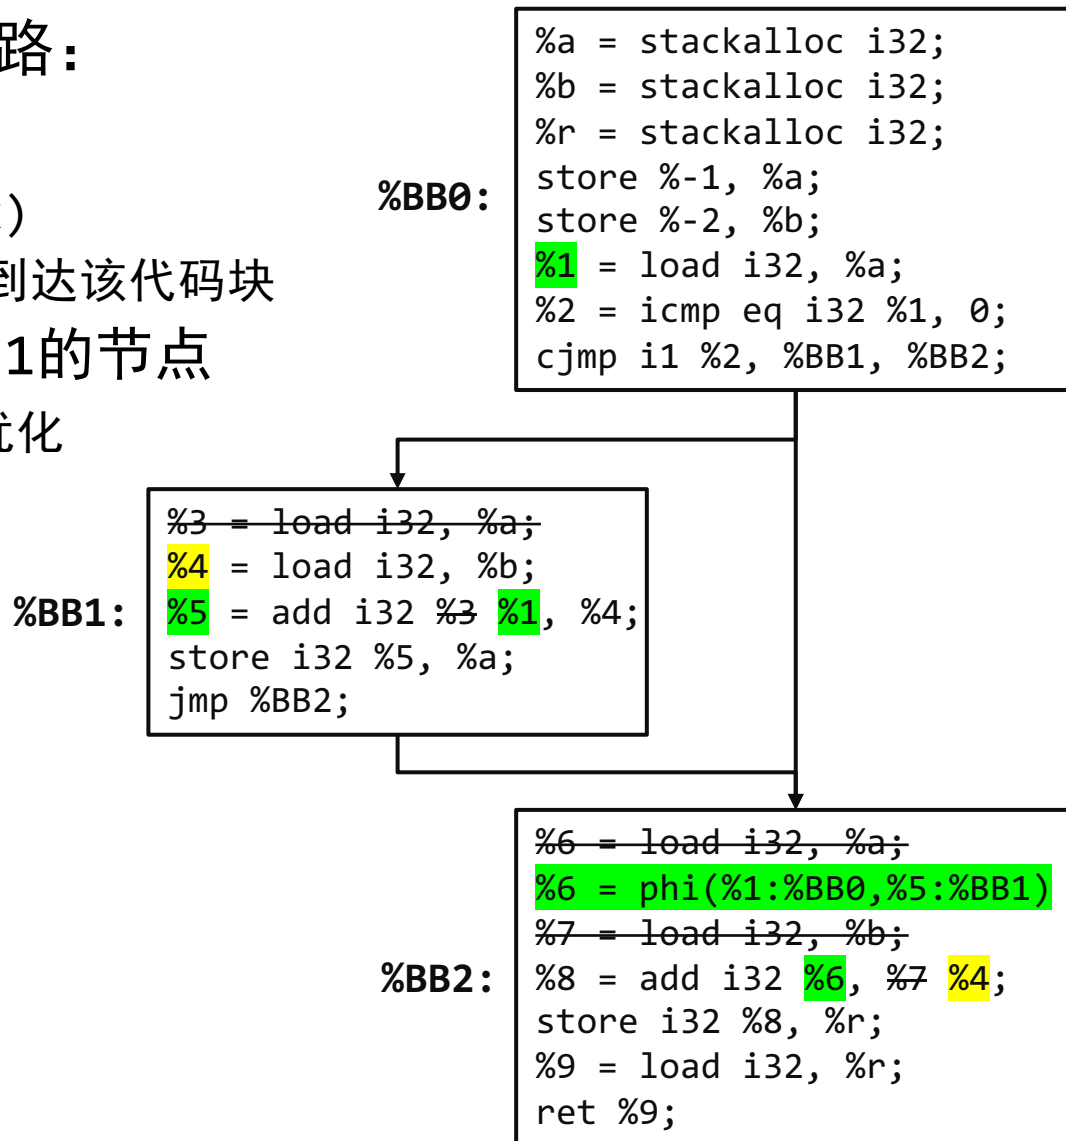 路:
)
到达该代码块
1的节点
优化
%BB0:
%a = stackalloc i32;
%b = stackalloc i32;
%r = stackalloc i32;
store %-1, %a;
store %-2, %b;
%1 = load i32, %a;
%2 = icmp eq i32 %1, 0;
cjmp i1 %2, %BB1, %BB2;
%BB1:
%3 = load i32, %a;
%4 = load i32, %b;
%5 = add i32 %3 %1, %4;
store i32 %5, %a;
jmp %BB2;
%BB2:
%6 = load i32, %a;
%6 = phi(%1:%BB0,%5:%BB1)
%7 = load i32, %b;
%8 = add i32 %6, %7 %4;
store i32 %8, %r;
%9 = load i32, %r;
ret %9;